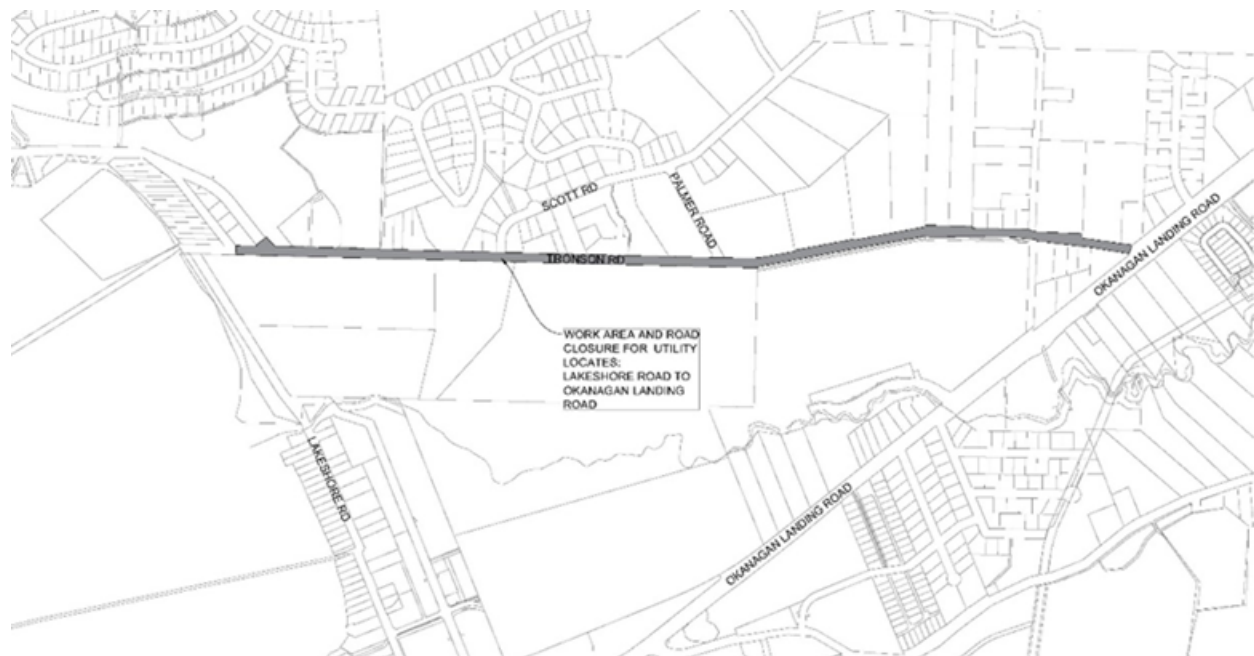 SCOTT RD
PALMER ROAD
TRONSON RD
OKANAGAN LANDING ROAD
WORK AREA AND ROAD
CLOSURE FOR UTILITY
LOCATES:
LAKESHORE ROAD TO
OKANAGAN LANDING
ROAD
LAKESHORE RD
OKANAGAN LANDING ROAD